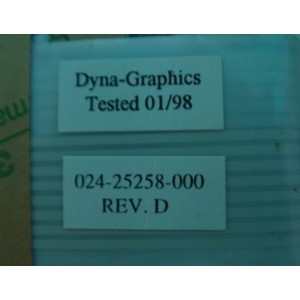 Dyna-Graphics
Tested 01/98
024-25258-000
REV. D